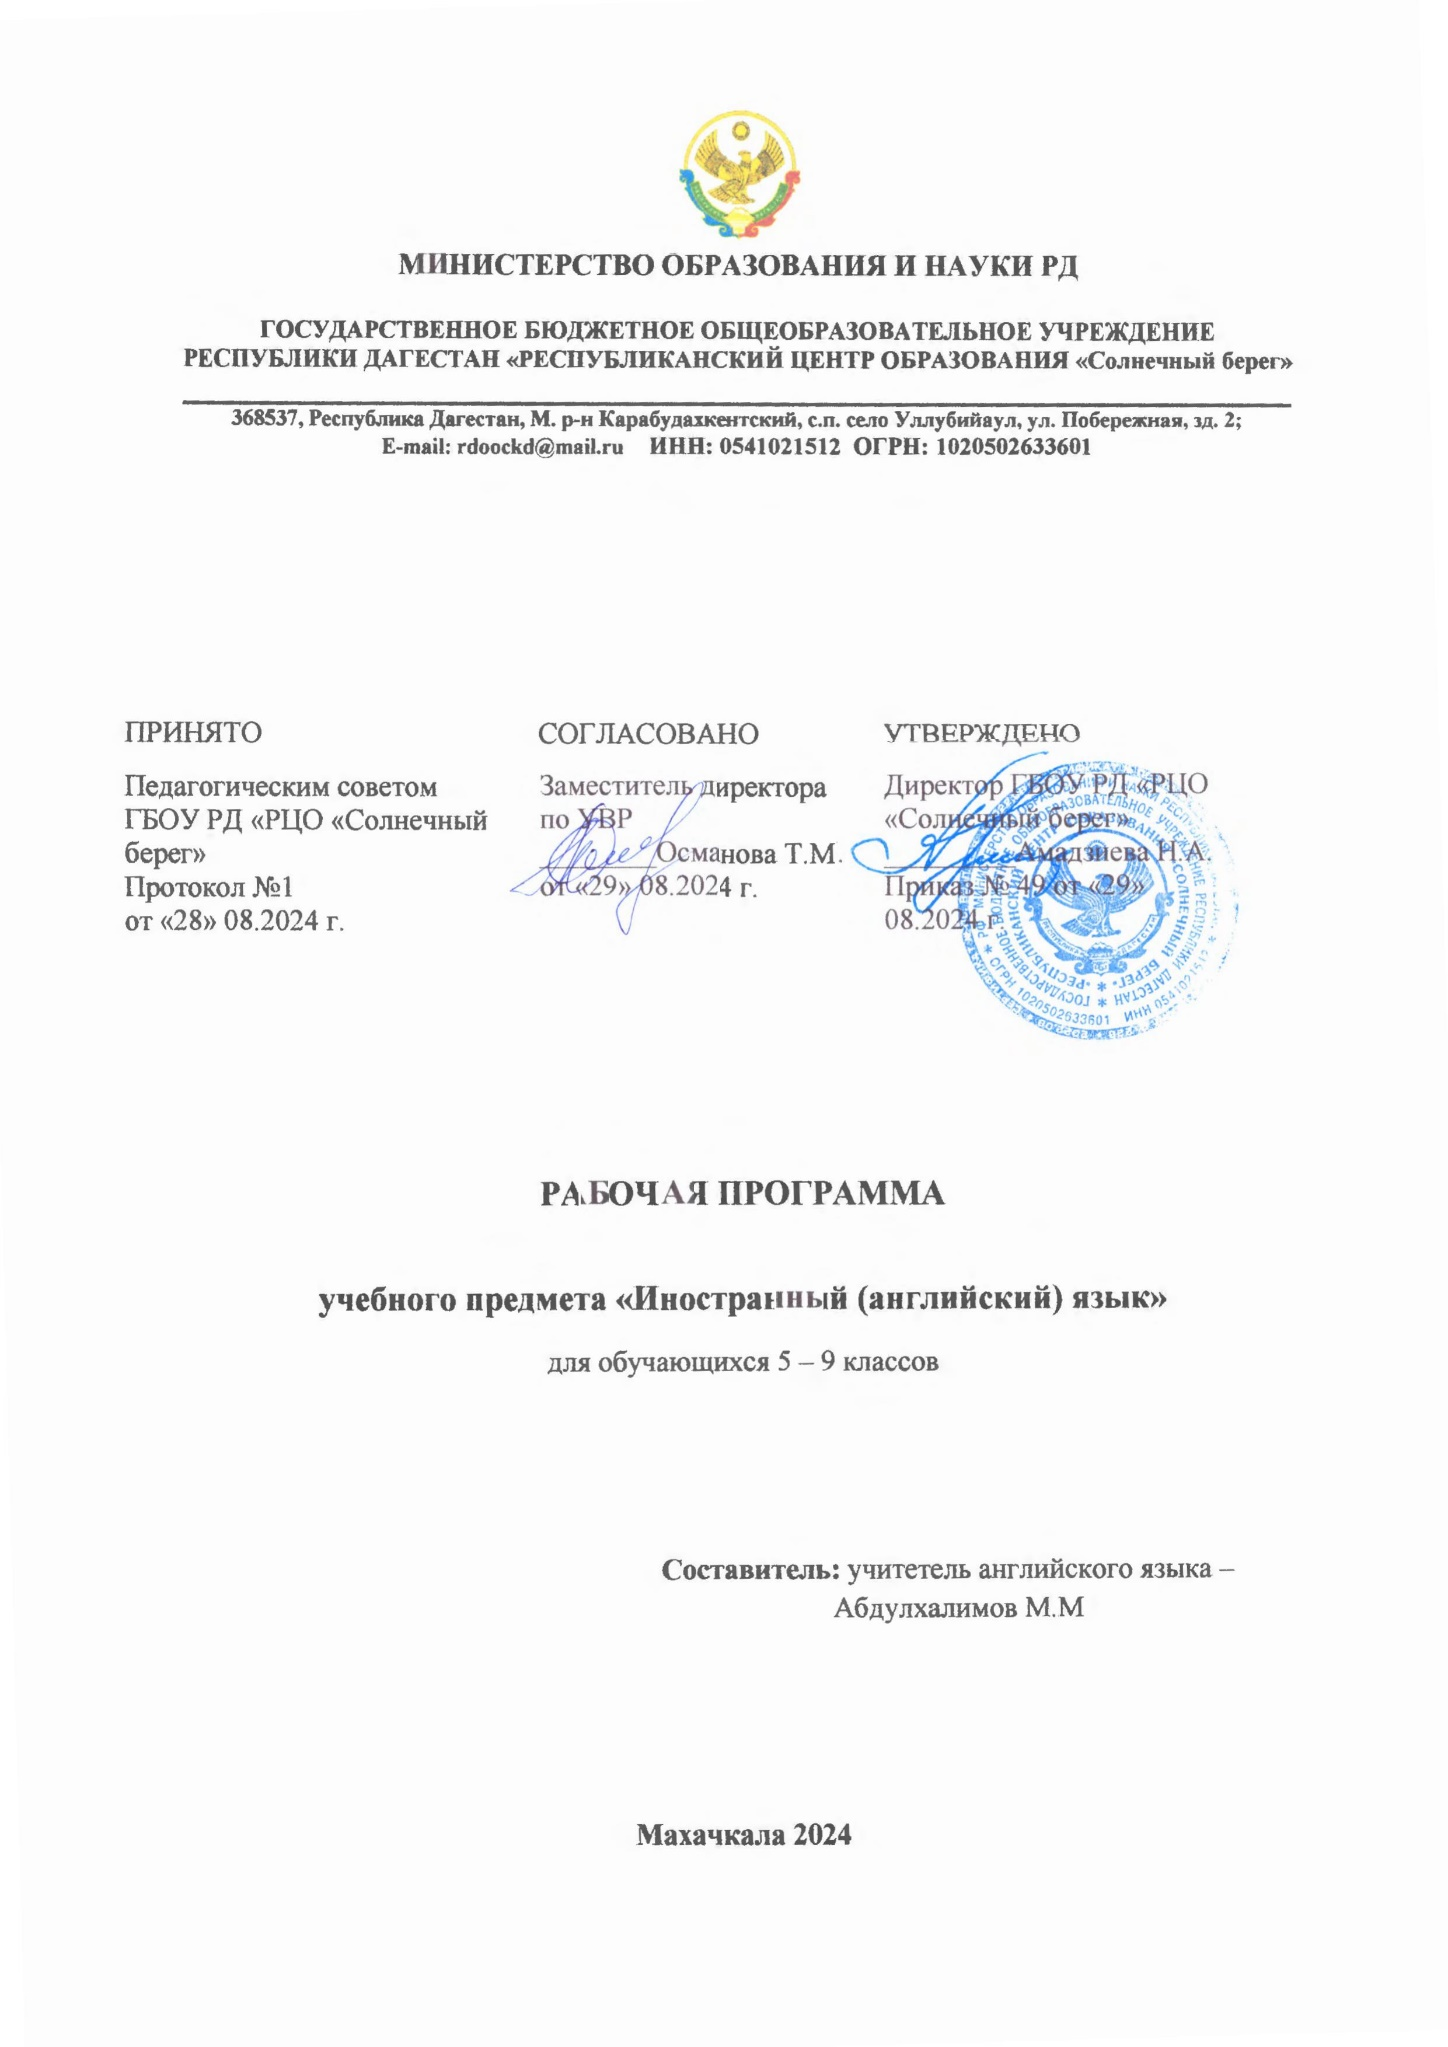 МИНИСТЕРСТВО ОБРАЗОВАНИЯ И НАУКИ РД
ГОСУДАРСТВЕННОЕ БЮДЖЕТНОЕ ОБЩЕОБРАЗОВАТЕЛЬНОЕ УЧРЕЖДЕНИЕ
РЕСПУБЛИКИ ДАГЕСТАН «РЕСПУБЛИКАНСКИЙ ЦЕНТР ОБРАЗОВАНИЯ «Солнечный берег»
368537, Республика Дагестан, М. р-н Карабудахкентский, с.п. село Уллубийаул, ул. Побережная, зд. 2;
E-mail: rdoockd@mail.ru ИНН: 0541021512 ОГРН: 1020502633601
ПРИНЯТО
Педагогическим советом
ГБОУ РД «РЦО «Солнечный
берег»
Протокол №1
от «28» 08.2024 г.
СОГЛАСОВАНО
Заместитель директора
по УВР
________Османова Т.М.
от «29» 08.2024 г.
УТВЕРЖДЕНО
Директор ГБОУ РД «РЦО
«Солнечный берег»
_________Амадзиева Н.А.
Приказ № 49 от «29»
08.2024 г.
РАБОЧАЯ ПРОГРАММА
учебного предмета «Иностранный (английский) язык»
для обучающихся 5 – 9 классов
Составитель: учитетель английского языка –
Абдулхалимов М.М
Махачкала 2024